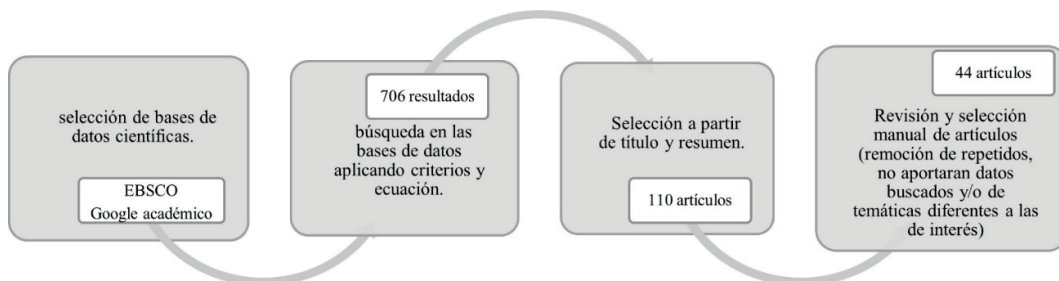 selección de bases de
datos científicas.
EBSCO
Google académico
706 resultados
búsqueda en las
bases de datos
aplicando criterios y
ecuación.
Selección a partir
de título y resumen.
110 artículos
44 artículos
Revisión y selección
manual de artículos
(remoción de repetidos,
no aportaran datos
buscados y/o de
temáticas diferentes a las
de interés)